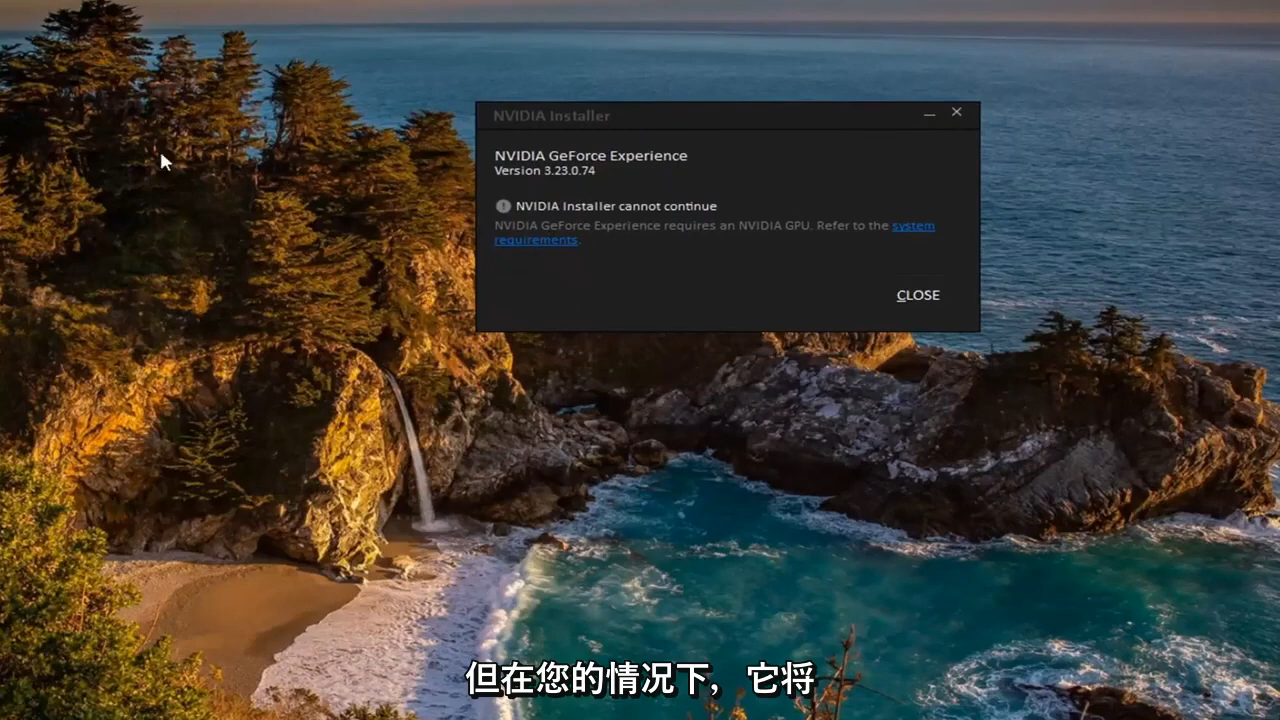 NVIDIA Installer
NVIDIA GeForce Experience
Version 3.23.0.74
NVIDIA Installer cannot continue
NVIDIA GeForce Experience requires an NVIDIA GPU. Refer to the system
requirements.
CLOSE
但在您的情况下，它将